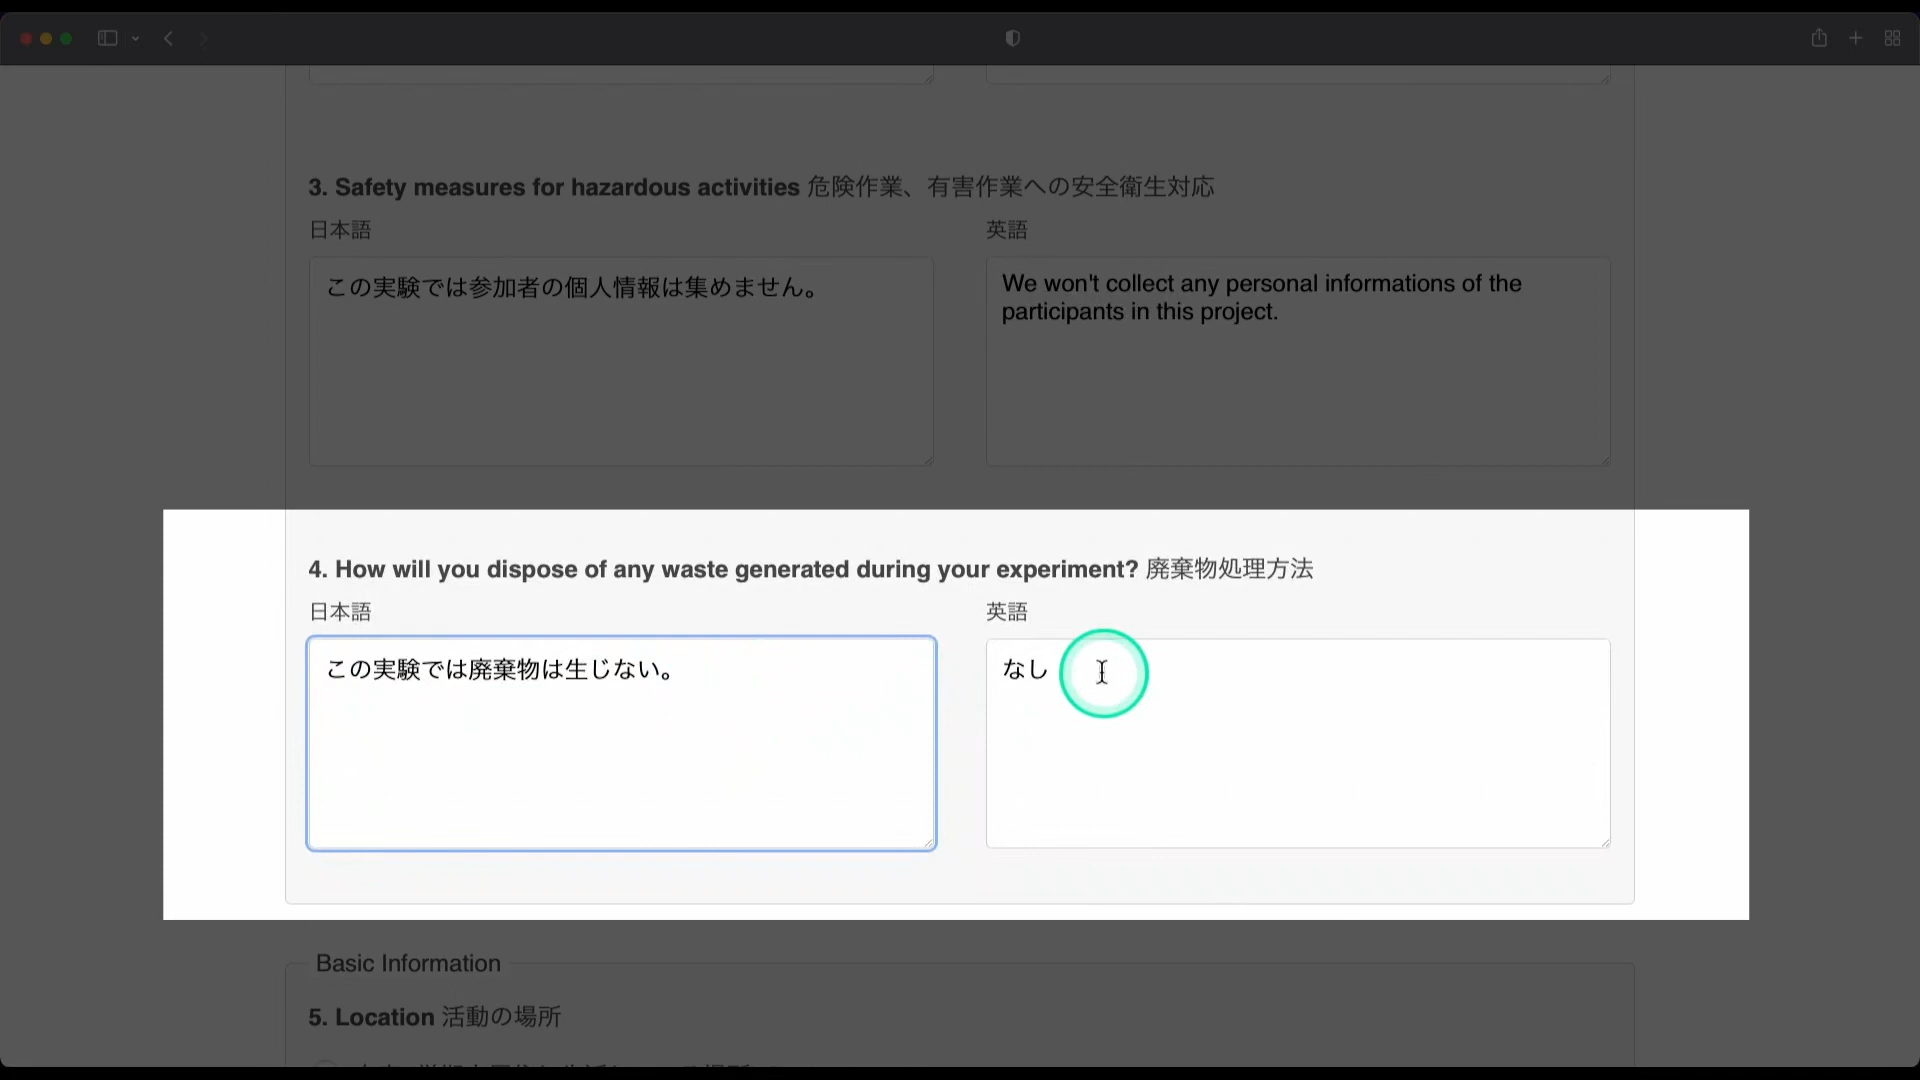 3. Safety measures for hazardous activities 危険作業、有害作業への安全衛生対応
日本語
英語
この実験では参加者の個人情報は集めません。
We won't collect any personal informations of the
participants in this project.
4. How will you dispose of any waste generated during your experiment? 廃棄物処理方法
日本語
英語
この実験では廃棄物は生じない。
なし
Basic Information
5. Location 活動の場所